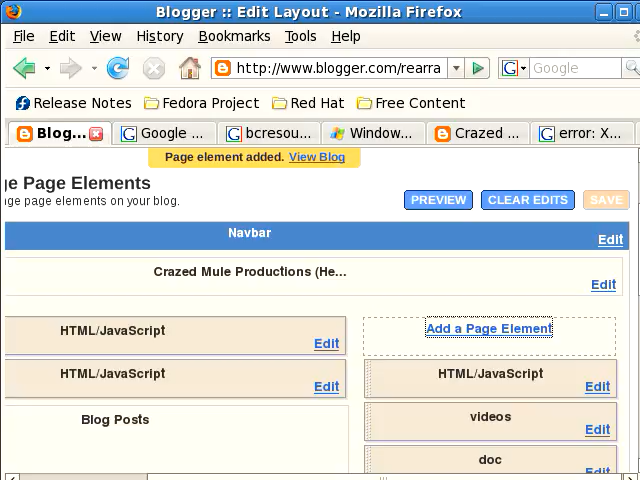 Blogger :: Edit Layout - Mozilla Firefox
File Edit View History Bookmarks Tools Help
http://www.blogger.com/rearra
G Google
Release Notes Fedora Project Red Hat Free Content
Blog... Google ... bcresou... Window... Crazed ... error: X...
Page element added. View Blog
ge Page Elements
nge page elements on your blog.
PREVIEW CLEAR EDITS SAVE
Navbar
Edit
Crazed Mule Productions (He...
Edit
HTML/JavaScript
Edit
Add a Page Element
HTML/JavaScript
Edit
HTML/JavaScript
Edit
Blog Posts
videos
Edit
doc
Edit